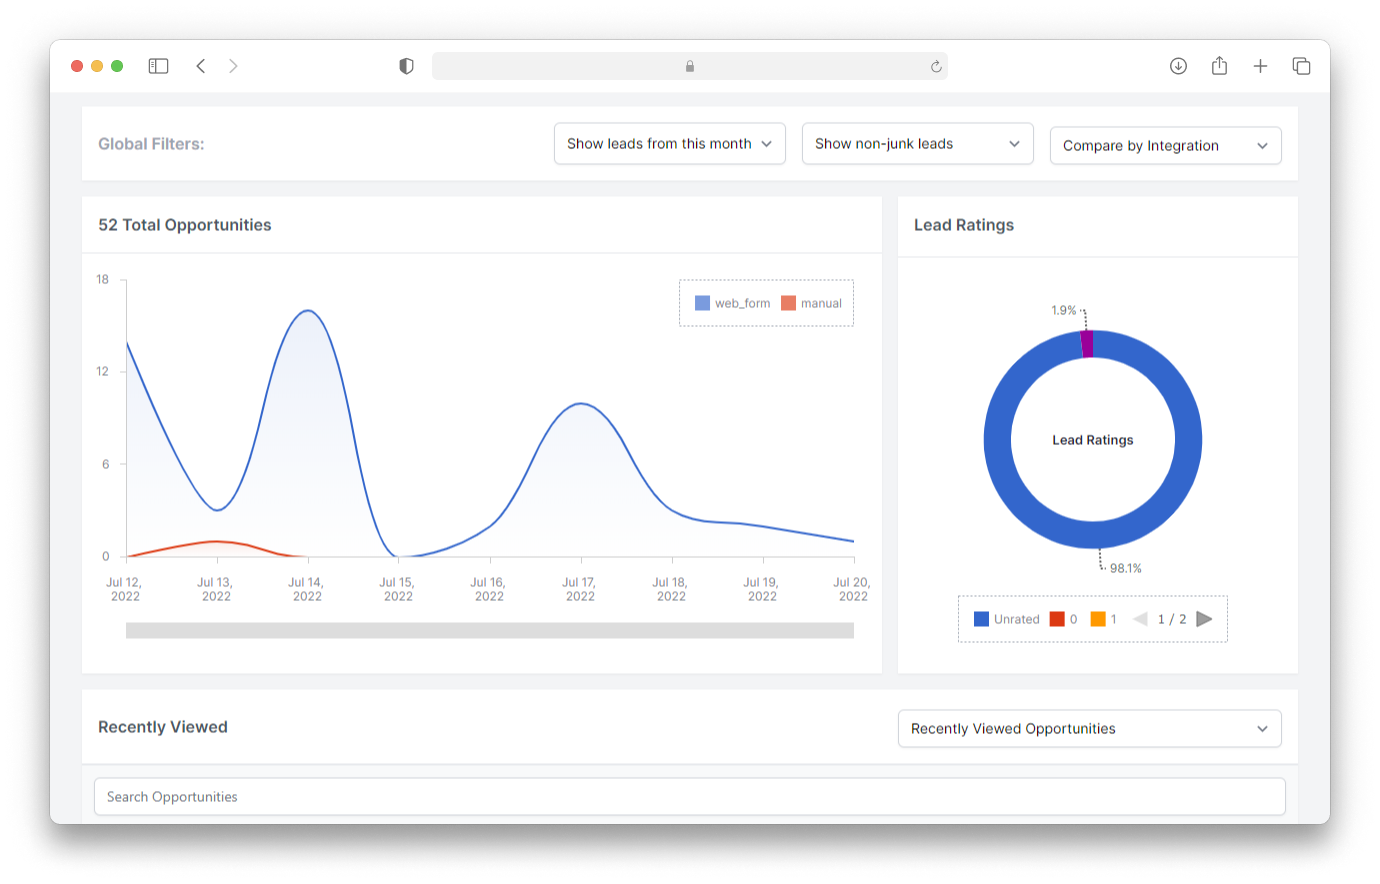 Global Filters:
Show leads from this month
Show non-junk leads
Compare by Integration
52 Total Opportunities
Lead Ratings
18
12
6
0
web_form
manual
Jul 12,
2022
Jul 13,
2022
Jul 14,
2022
Jul 15,
2022
Jul 16,
2022
Jul 17,
2022
Jul 18,
2022
Jul 19,
2022
Jul 20,
2022
1.9%
Lead Ratings
98.1%
Unrated
0
1
1 / 2
Recently Viewed
Recently Viewed Opportunities
Search Opportunities